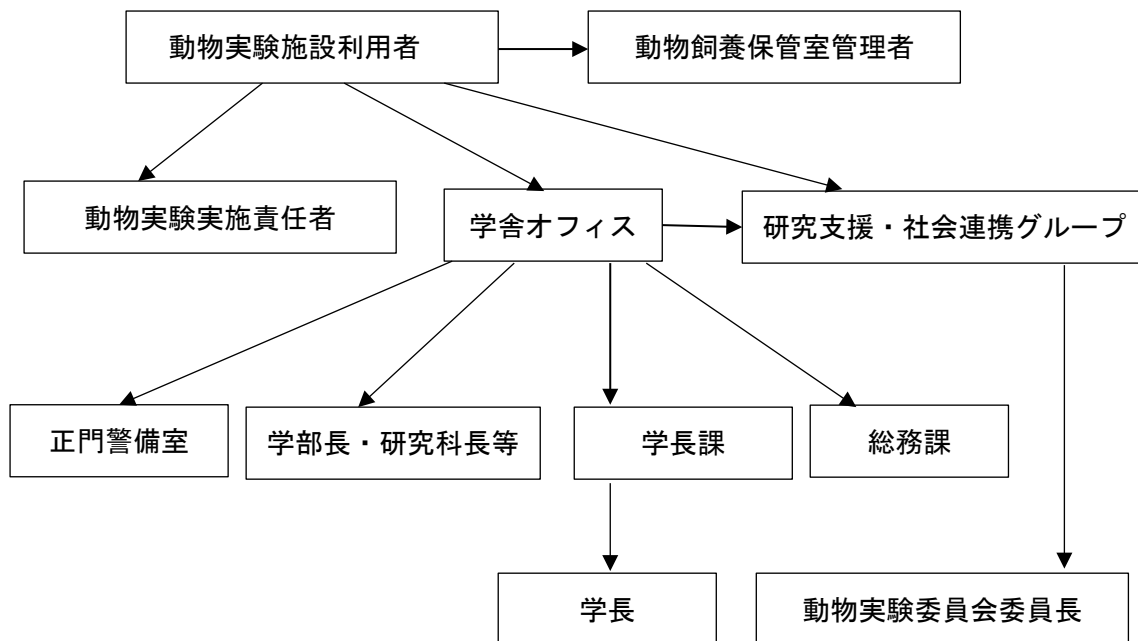 動物実験施設利用者
動物飼養保管室管理者
動物実験実施責任者
学舎オフィス
研究支援・社会連携グループ
正門警備室
学部長・研究科長等
学長課
総務課
学長
動物実験委員会委員長